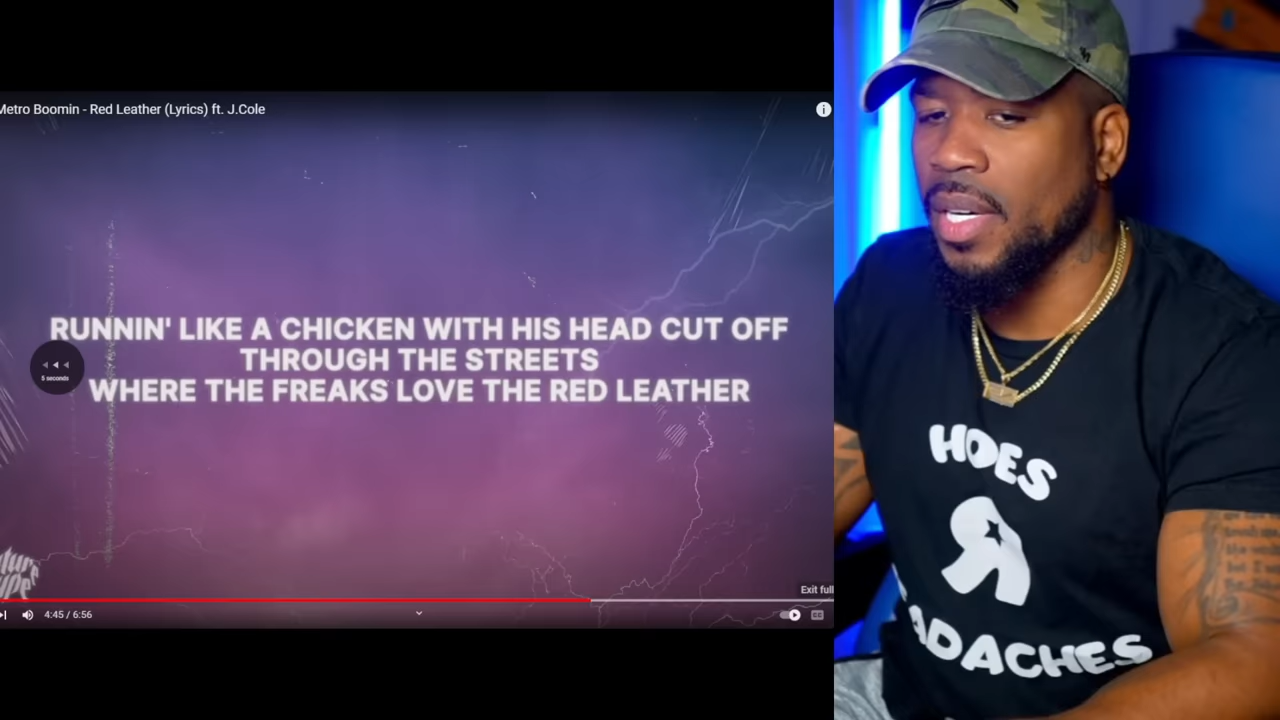 Metro Boomin - Red Leather (Lyrics) ft. J.Cole
RUNNIN' LIKE A CHICKEN WITH HIS HEAD CUT OFF
THROUGH THE STREETS
WHERE THE FREAKS LOVE THE RED LEATHER
5 seconds
Exit full
4:45 / 6:56
HOES
R
ADACHES